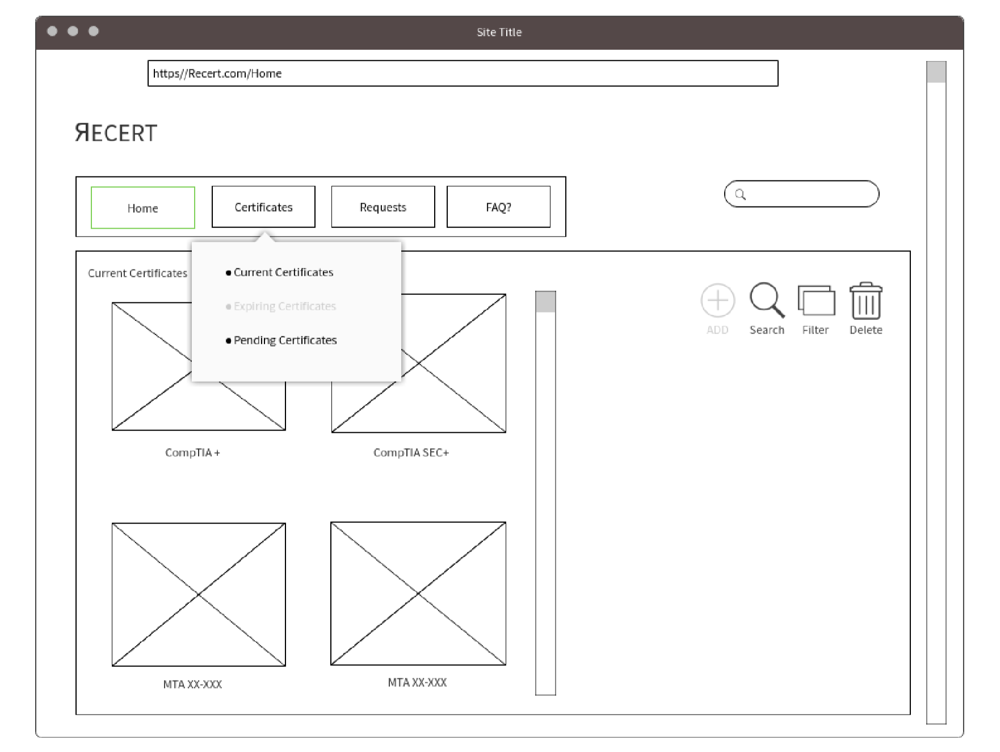 Site Title
https//Recert.com/Home
ЯECERT
Home
Certificates
Requests
FAQ?
Current Certificates
● Current Certificates
● Expiring Certificates
● Pending Certificates
ADD
Search
Filter
Delete
CompTIA +
CompTIA SEC+
MTA XX-XXX
MTA XX-XXX